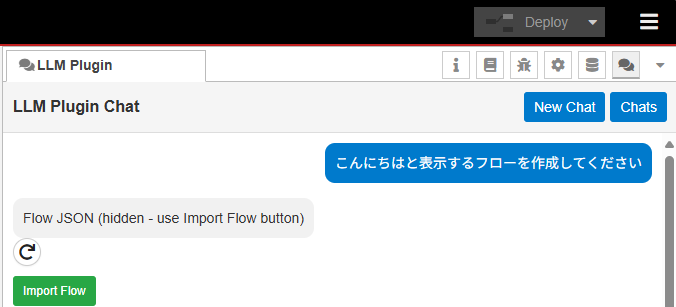 Deploy
LLM Plugin
LLM Plugin Chat
New Chat
Chats
こんにちはと表示するフローを作成してください
Flow JSON (hidden - use Import Flow button)
Import Flow